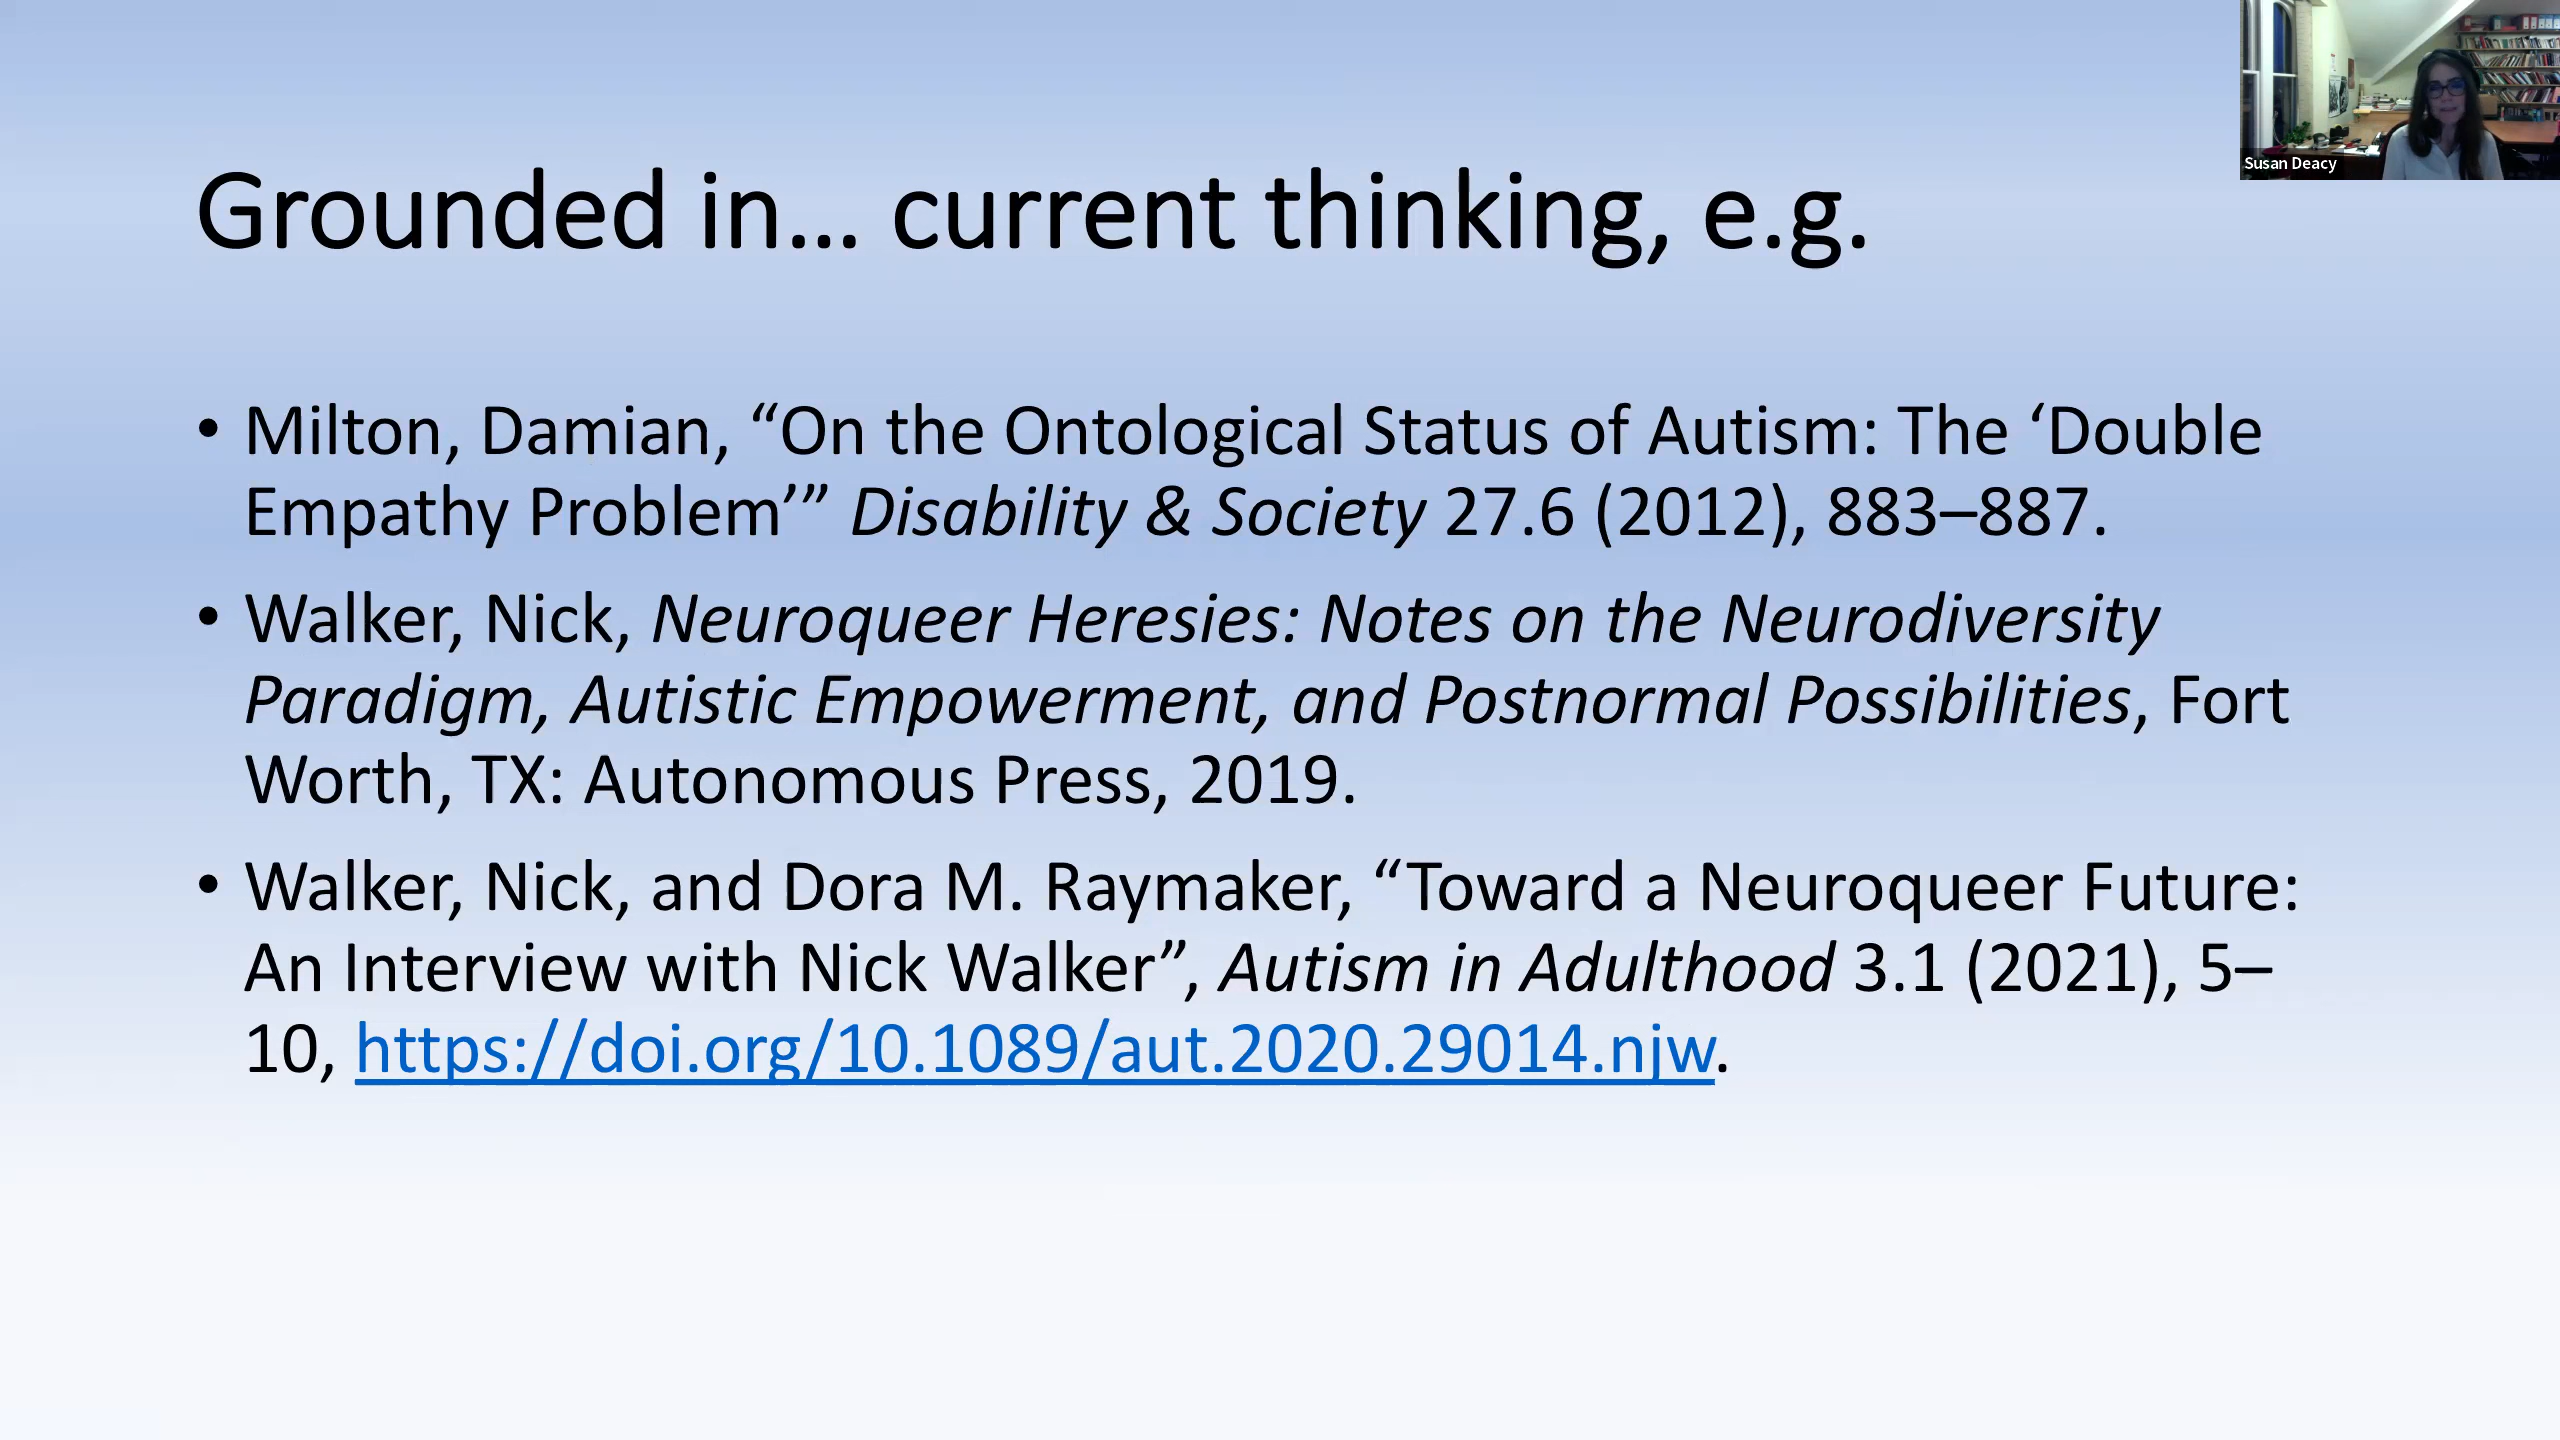 Susan Deacy
Grounded in... current thinking, e.g.
• Milton, Damian, “On the Ontological Status of Autism: The ‘Double
Empathy Problem’” Disability & Society 27.6 (2012), 883–887.
• Walker, Nick, Neuroqueer Heresies: Notes on the Neurodiversity
Paradigm, Autistic Empowerment, and Postnormal Possibilities, Fort
Worth, TX: Autonomous Press, 2019.
• Walker, Nick, and Dora M. Raymaker, “Toward a Neuroqueer Future:
An Interview with Nick Walker”, Autism in Adulthood 3.1 (2021), 5–
10, https://doi.org/10.1089/aut.2020.29014.njw.